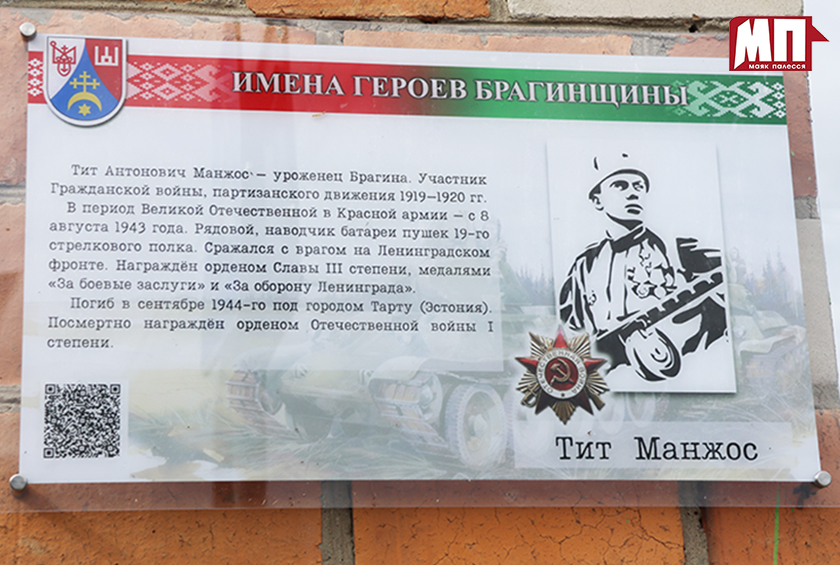 МП
МАЯК ПАЛЕССЯ
ИМЕНА ГЕРОЕВ БРАГИНЩИНЫ
Тит Антонович Манжос – уроженец Брагина. Участник
Гражданской войны, партизанского движения 1919—1920 гг.
В период Великой Отечественной в Красной армии – с 8
августа 1943 года. Рядовой, наводчик батареи пушек 19-го
стрелкового полка. Сражался с врагом на Ленинградском
фронте. Награждён орденом Славы III степени, медалями
«За боевые заслуги» и «За оборону Ленинграда».
Погиб в сентябре 1944-го под городом Тарту (Эстония).
Посмертно награждён орденом Отечественной войны I
степени.
ОТЕЧЕСТВЕННАЯ ВОЙНА
Тит Манжос